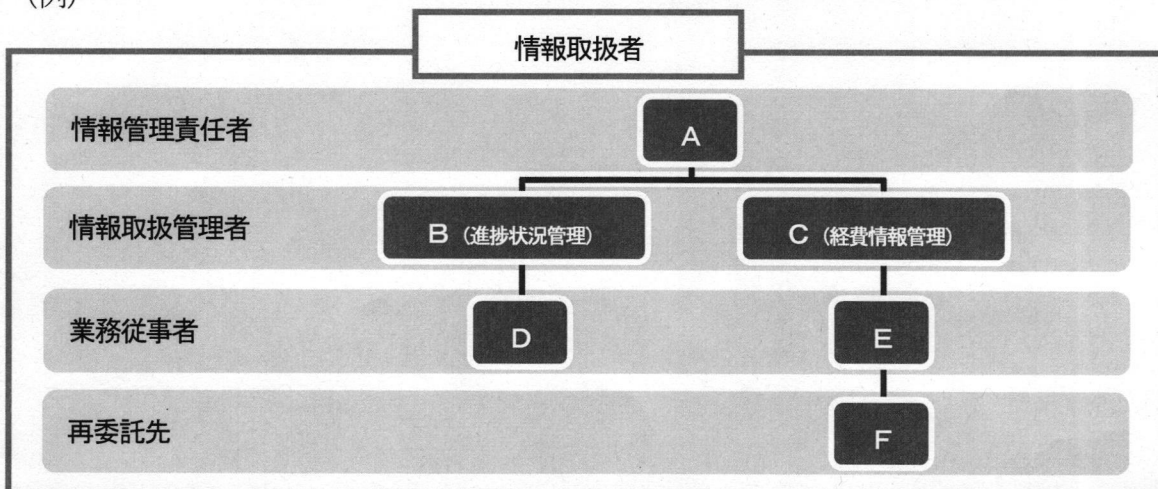 （例）
情報取扱者
情報管理責任者
A
情報取扱管理者
B（進捗状況管理）
C（経費情報管理）
業務従事者
D
E
再委託先
F